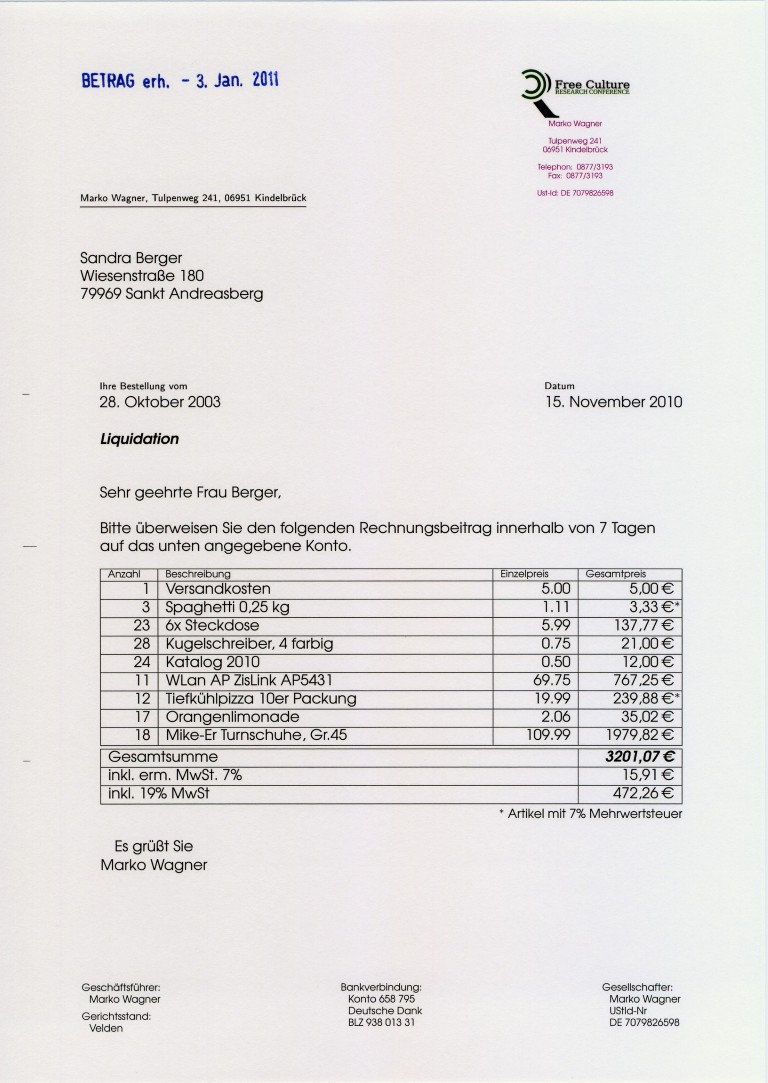 BETRAG erh. - 3. Jan. 2011
Free Culture
RESEARCH CONFERENCE
Marko Wagner
Tulpenweg 241
06951 Kindelbrück
Telephon: 0877/3193
Fax: 0877/3193
Ust-Id: DE 7079826598
Marko Wagner, Tulpenweg 241, 06951 Kindelbrück
Sandra Berger
Wiesenstraße 180
79969 Sankt Andreasberg
Ihre Bestellung vom Datum
28. Oktober 2003 15. November 2010
Liquidation
Sehr geehrte Frau Berger,
Bitte überweisen Sie den folgenden Rechnungsbeitrag innerhalb von 7 Tagen
auf das unten angegebene Konto.
Anzahl Beschreibung Einzelpreis Gesamtpreis
1 Versandkosten 5.00 5,00 €
3 Spaghetti 0,25 kg 1.11 3,33 €*
23 6x Steckdose 5.99 137,77 €
28 Kugelschreiber, 4 farbig 0.75 21,00 €
24 Katalog 2010 0.50 12,00 €
11 WLan AP ZisLink AP5431 69.75 767,25 €
12 Tiefkühlpizza 10er Packung 19.99 239,88 €*
17 Orangenlimonade 2.06 35,02 €
18 Mike-Er Turnschuhe, Gr.45 109.99 1979,82 €
Gesamtsumme 3201,07 €
inkl. erm. MwSt. 7% 15,91 €
inkl. 19% MwSt 472,26 €
* Artikel mit 7% Mehrwertsteuer
Es grüßt Sie
Marko Wagner
Geschäftsführer: Bankverbindung: Gesellschafter:
Marko Wagner Konto 658 795 Marko Wagner
Gerichtsstand: Deutsche Dank UStId-Nr
Velden BLZ 938 013 31 DE 7079826598